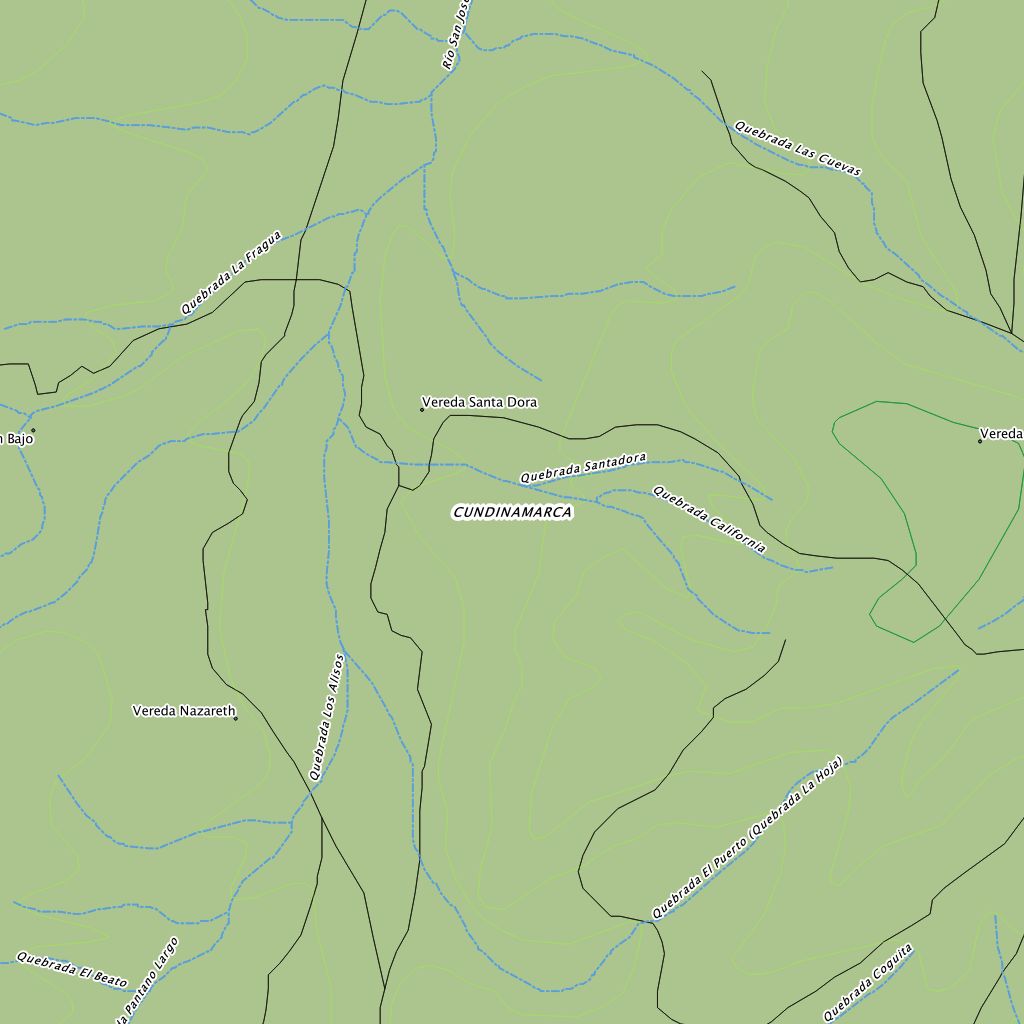 Río San José
Quebrada Las Cuevas
Quebrada La Fragua
Vereda Santa Dora
Bajo
Vereda
Quebrada Santadora
Quebrada California
CUNDINAMARCA
Quebrada Los Alisos
Vereda Nazareth
Quebrada El Puerto (Quebrada La Hoja)
Quebrada El Beato
Pantano Largo
Quebrada Coguita